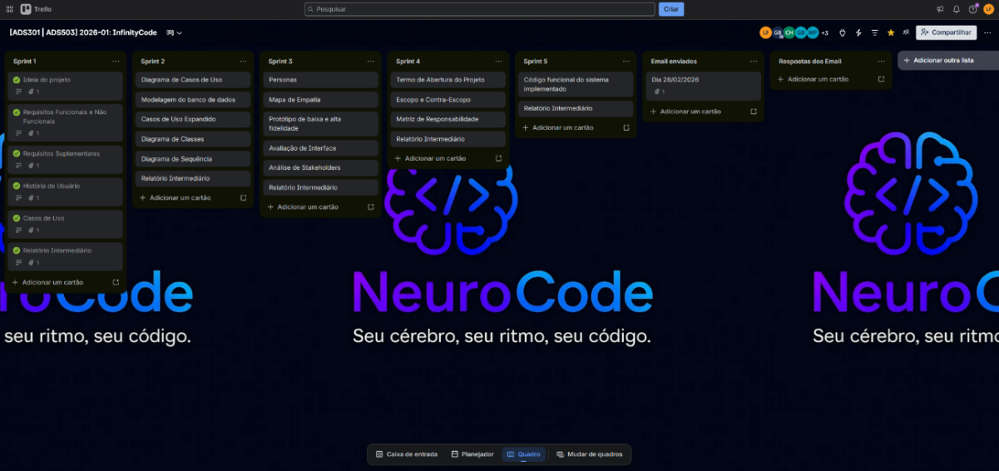 Trello
Pesquisar
Criar
LF
[ADS301 | ADS503] 2026-01: InfinityCode
LF GB CH GB MP +3
Compartilhar
Sprint 1
Ideia do projeto
1
Requisitos Funcionais e Não
Funcionais
1
Requisitos Suplementares
1
História de Usuário
1
Casos de Uso
1
Relatório Intermediário
1
+ Adicionar um cartão
Sprint 2
Diagrama de Casos de Uso
Modelagem do banco de dados
Casos de Uso Expandido
Diagrama de Classes
Diagrama de Sequência
Relatório Intermediário
+ Adicionar um cartão
Sprint 3
Personas
Mapa de Empatia
Protótipo de baixa e alta
fidelidade
Avaliação de Interface
Análise de Stakeholders
Relatório Intermediário
+ Adicionar um cartão
Sprint 4
Termo de Abertura do Projeto
Escopo e Contra-Escopo
Matriz de Responsabilidade
Relatório Intermediário
+ Adicionar um cartão
Sprint 5
Código funcional do sistema
implementado
Relatório Intermediário
+ Adicionar um cartão
Email enviados
Dia 26/02/2026
1
+ Adicionar um cartão
Respostas dos Email
+ Adicionar um cartão
+ Adicionar outra lista
roCode
seu ritmo, seu código.
NeuroCode
Seu cérebro, seu ritmo, seu código.
NeuroC
Seu cérebro, seu ritmo
Caixa de entrada
Planejador
Quadro
Mudar de quadros